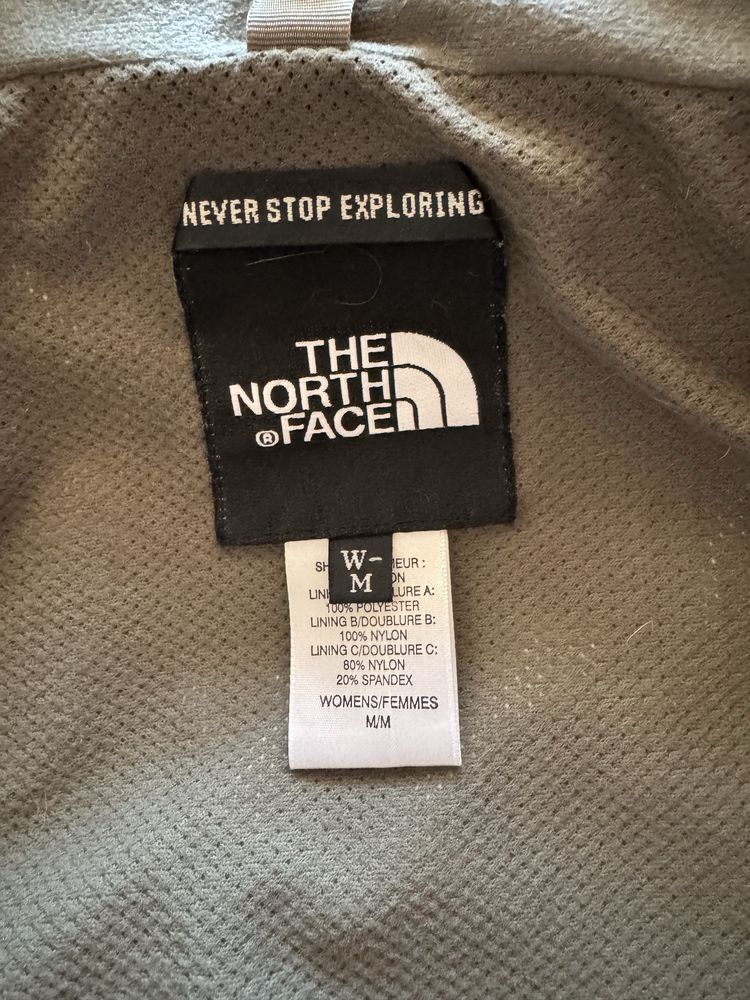 NEVER STOP EXPLORING
THE
NORTH
® FACE
W-
M
100% POLYESTER
LINING B/DOUBLURE B:
100% NYLON
LINING C/DOUBLURE C:
80% NYLON
20% SPANDEX
WOMENS/FEMMES
M/M